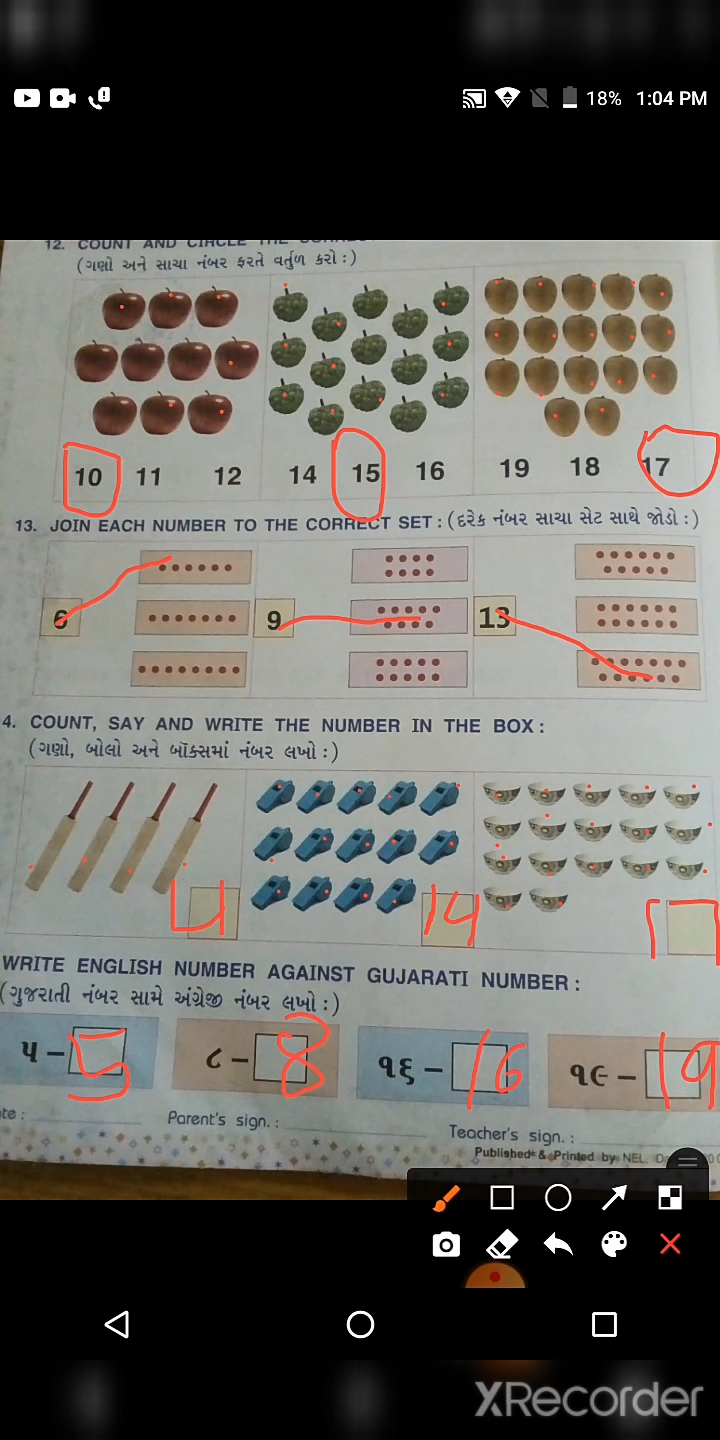 18% 1:04 PM
12. COUNT AND CIRCLE THE
(ગણો અને સાચા નંબર ફરતે વર્તુળ કરો :)
10 11 12 14 15 16 19 18 17
13. JOIN EACH NUMBER TO THE CORRECT SET : (દરેક નંબર સાચા સેટ સાથે જોડો :)
6 9 13
4. COUNT, SAY AND WRITE THE NUMBER IN THE BOX :
(ગણો, બોલો અને બૉક્સમાં નંબર લખો :)
4 14 17
WRITE ENGLISH NUMBER AGAINST GUJARATI NUMBER :
(ગુજરાતી નંબર સામે અંગ્રેજી નંબર લખો :)
૫ – 5 ૮ – 8 ૧૬ – 16 ૧૯ – 19
te : Parent's sign. : Teacher's sign. :
Published & Printed by NEL,
XRecorder